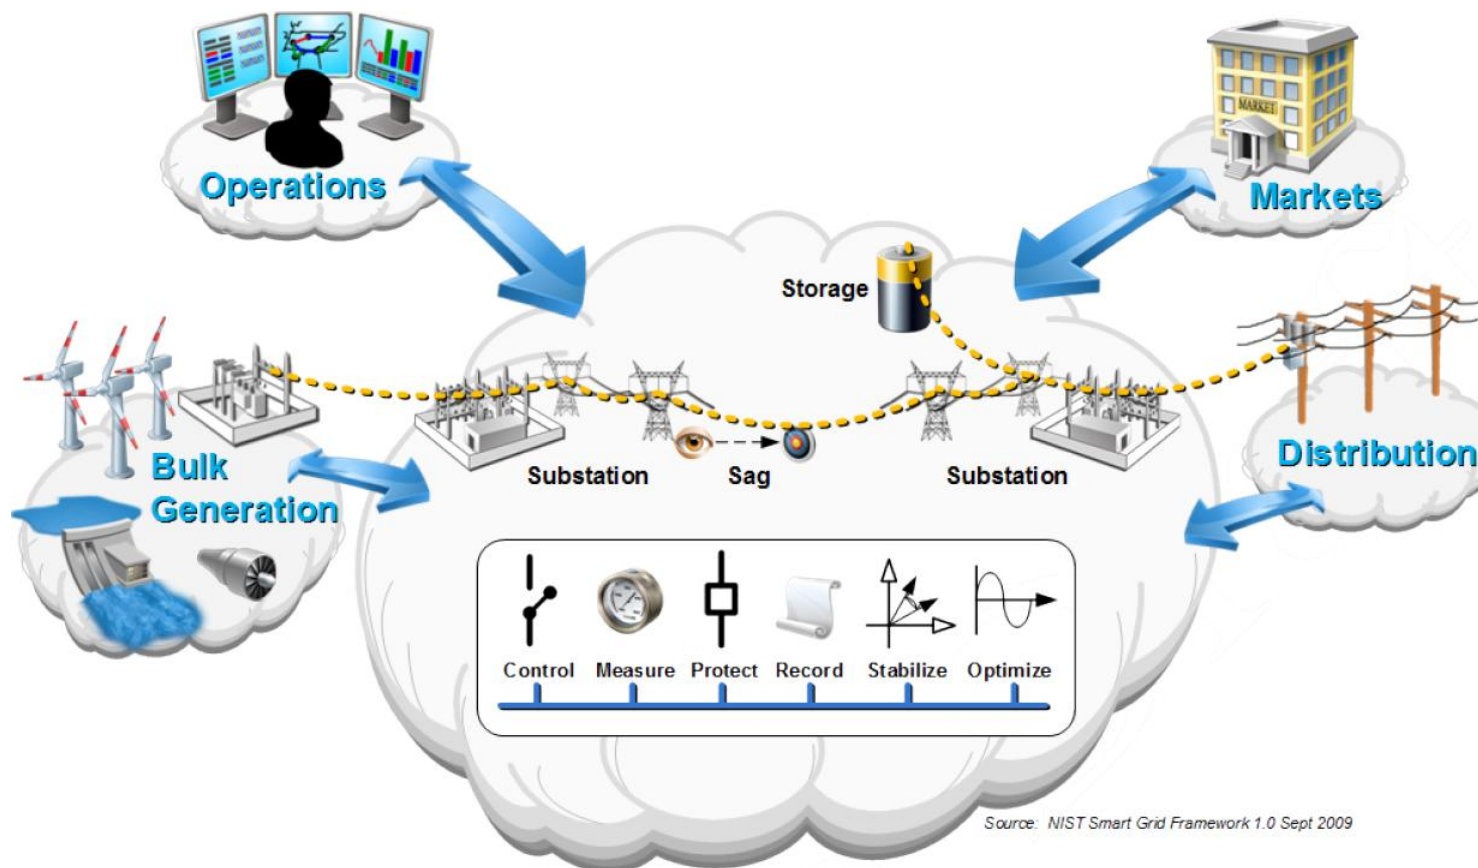 Operations
MARKET
Markets
Storage
Bulk
Generation
Substation
Sag
Substation
Distribution
Control
Measure
Protect
Record
Stabilize
Optimize
Source: NIST Smart Grid Framework 1.0 Sept 2009